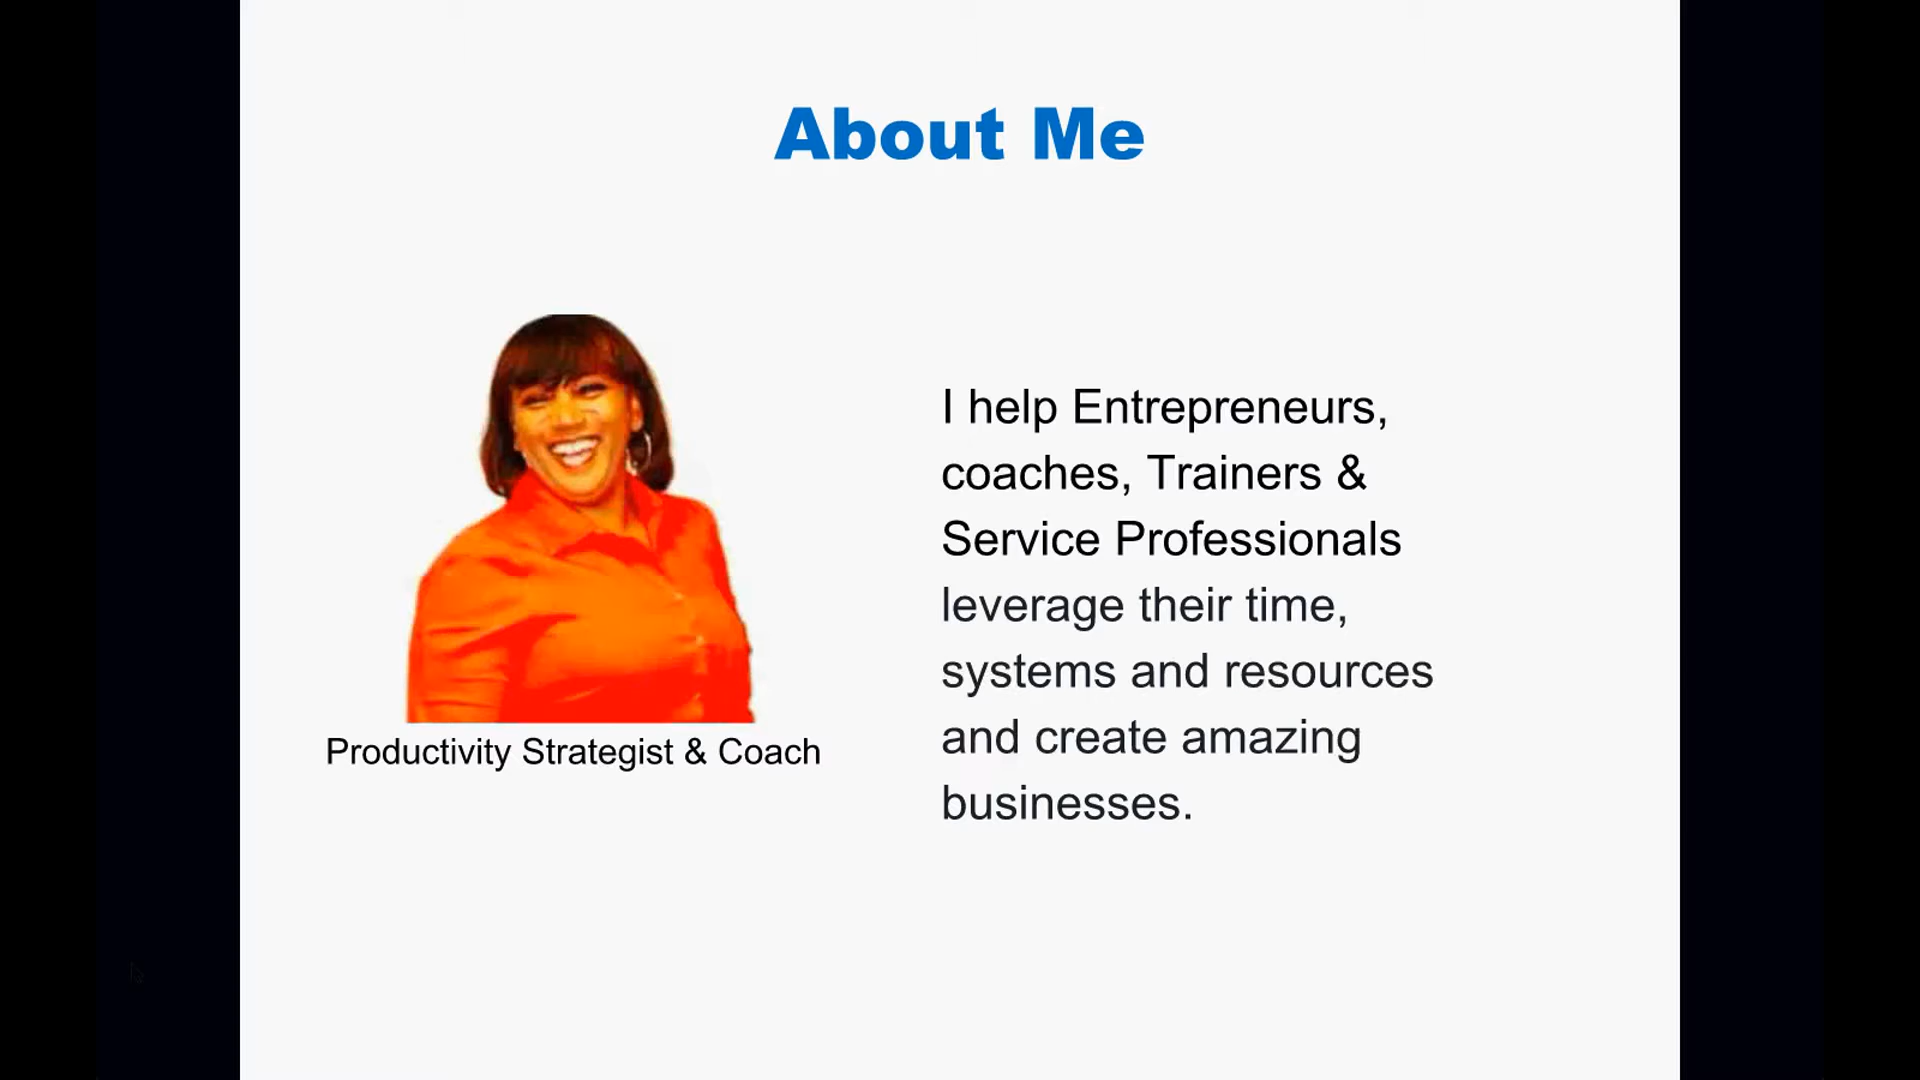 About Me
I help Entrepreneurs,
coaches, Trainers &
Service Professionals
leverage their time,
systems and resources
and create amazing
businesses.
Productivity Strategist & Coach